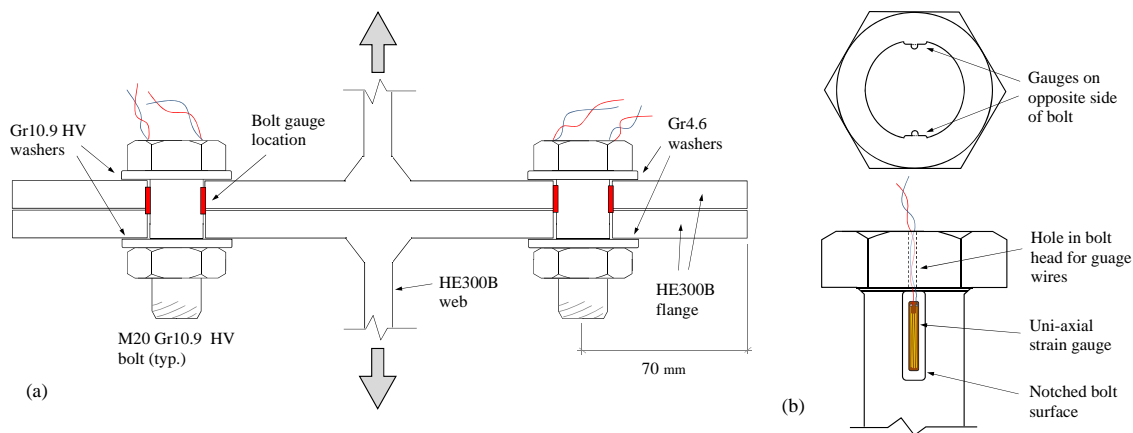 Gr10.9 HV
washers
Bolt gauge
location
Gr4.6
washers
HE300B
web
HE300B
flange
M20 Gr10.9 HV
bolt (typ.)
70 mm
(a)
Gauges on
opposite side
of bolt
Hole in bolt
head for guage
wires
Uni-axial
strain gauge
Notched bolt
surface
(b)